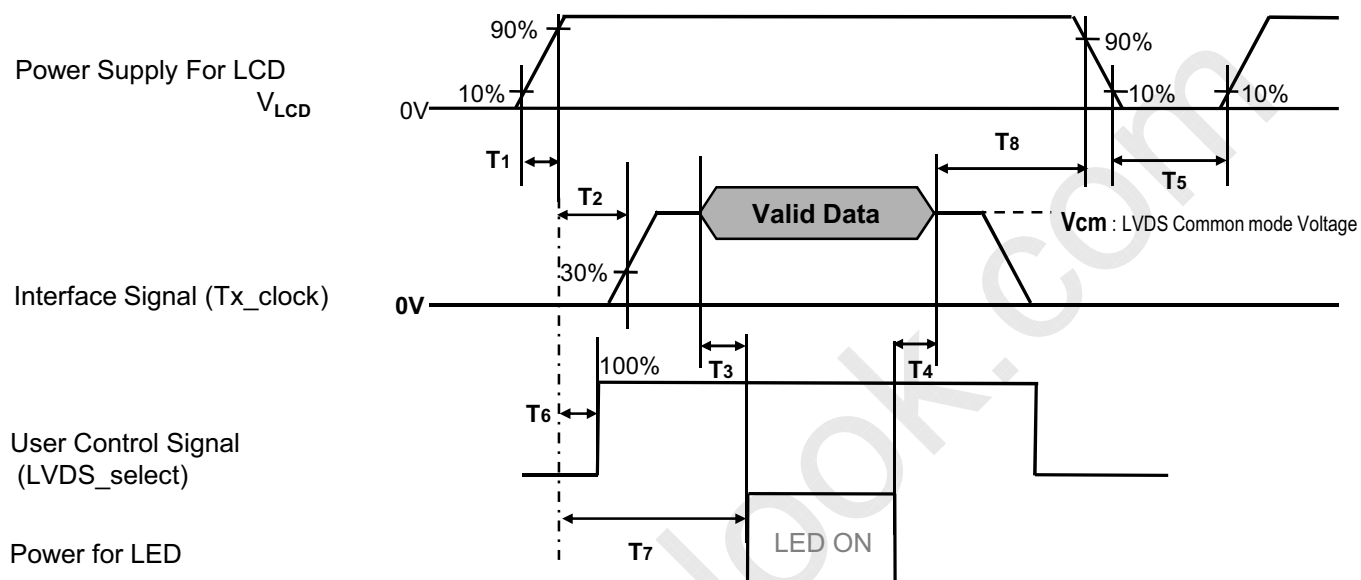 90%
90%
Power Supply For LCD
VLCD
10%
10%
10%
0V
T1
T8
T5
T2
Valid Data
Vcm : LVDS Common mode Voltage
30%
Interface Signal (Tx_clock)
0V
100%
T3
T4
T6
User Control Signal
(LVDS_select)
T7
LED ON
Power for LED
look.com